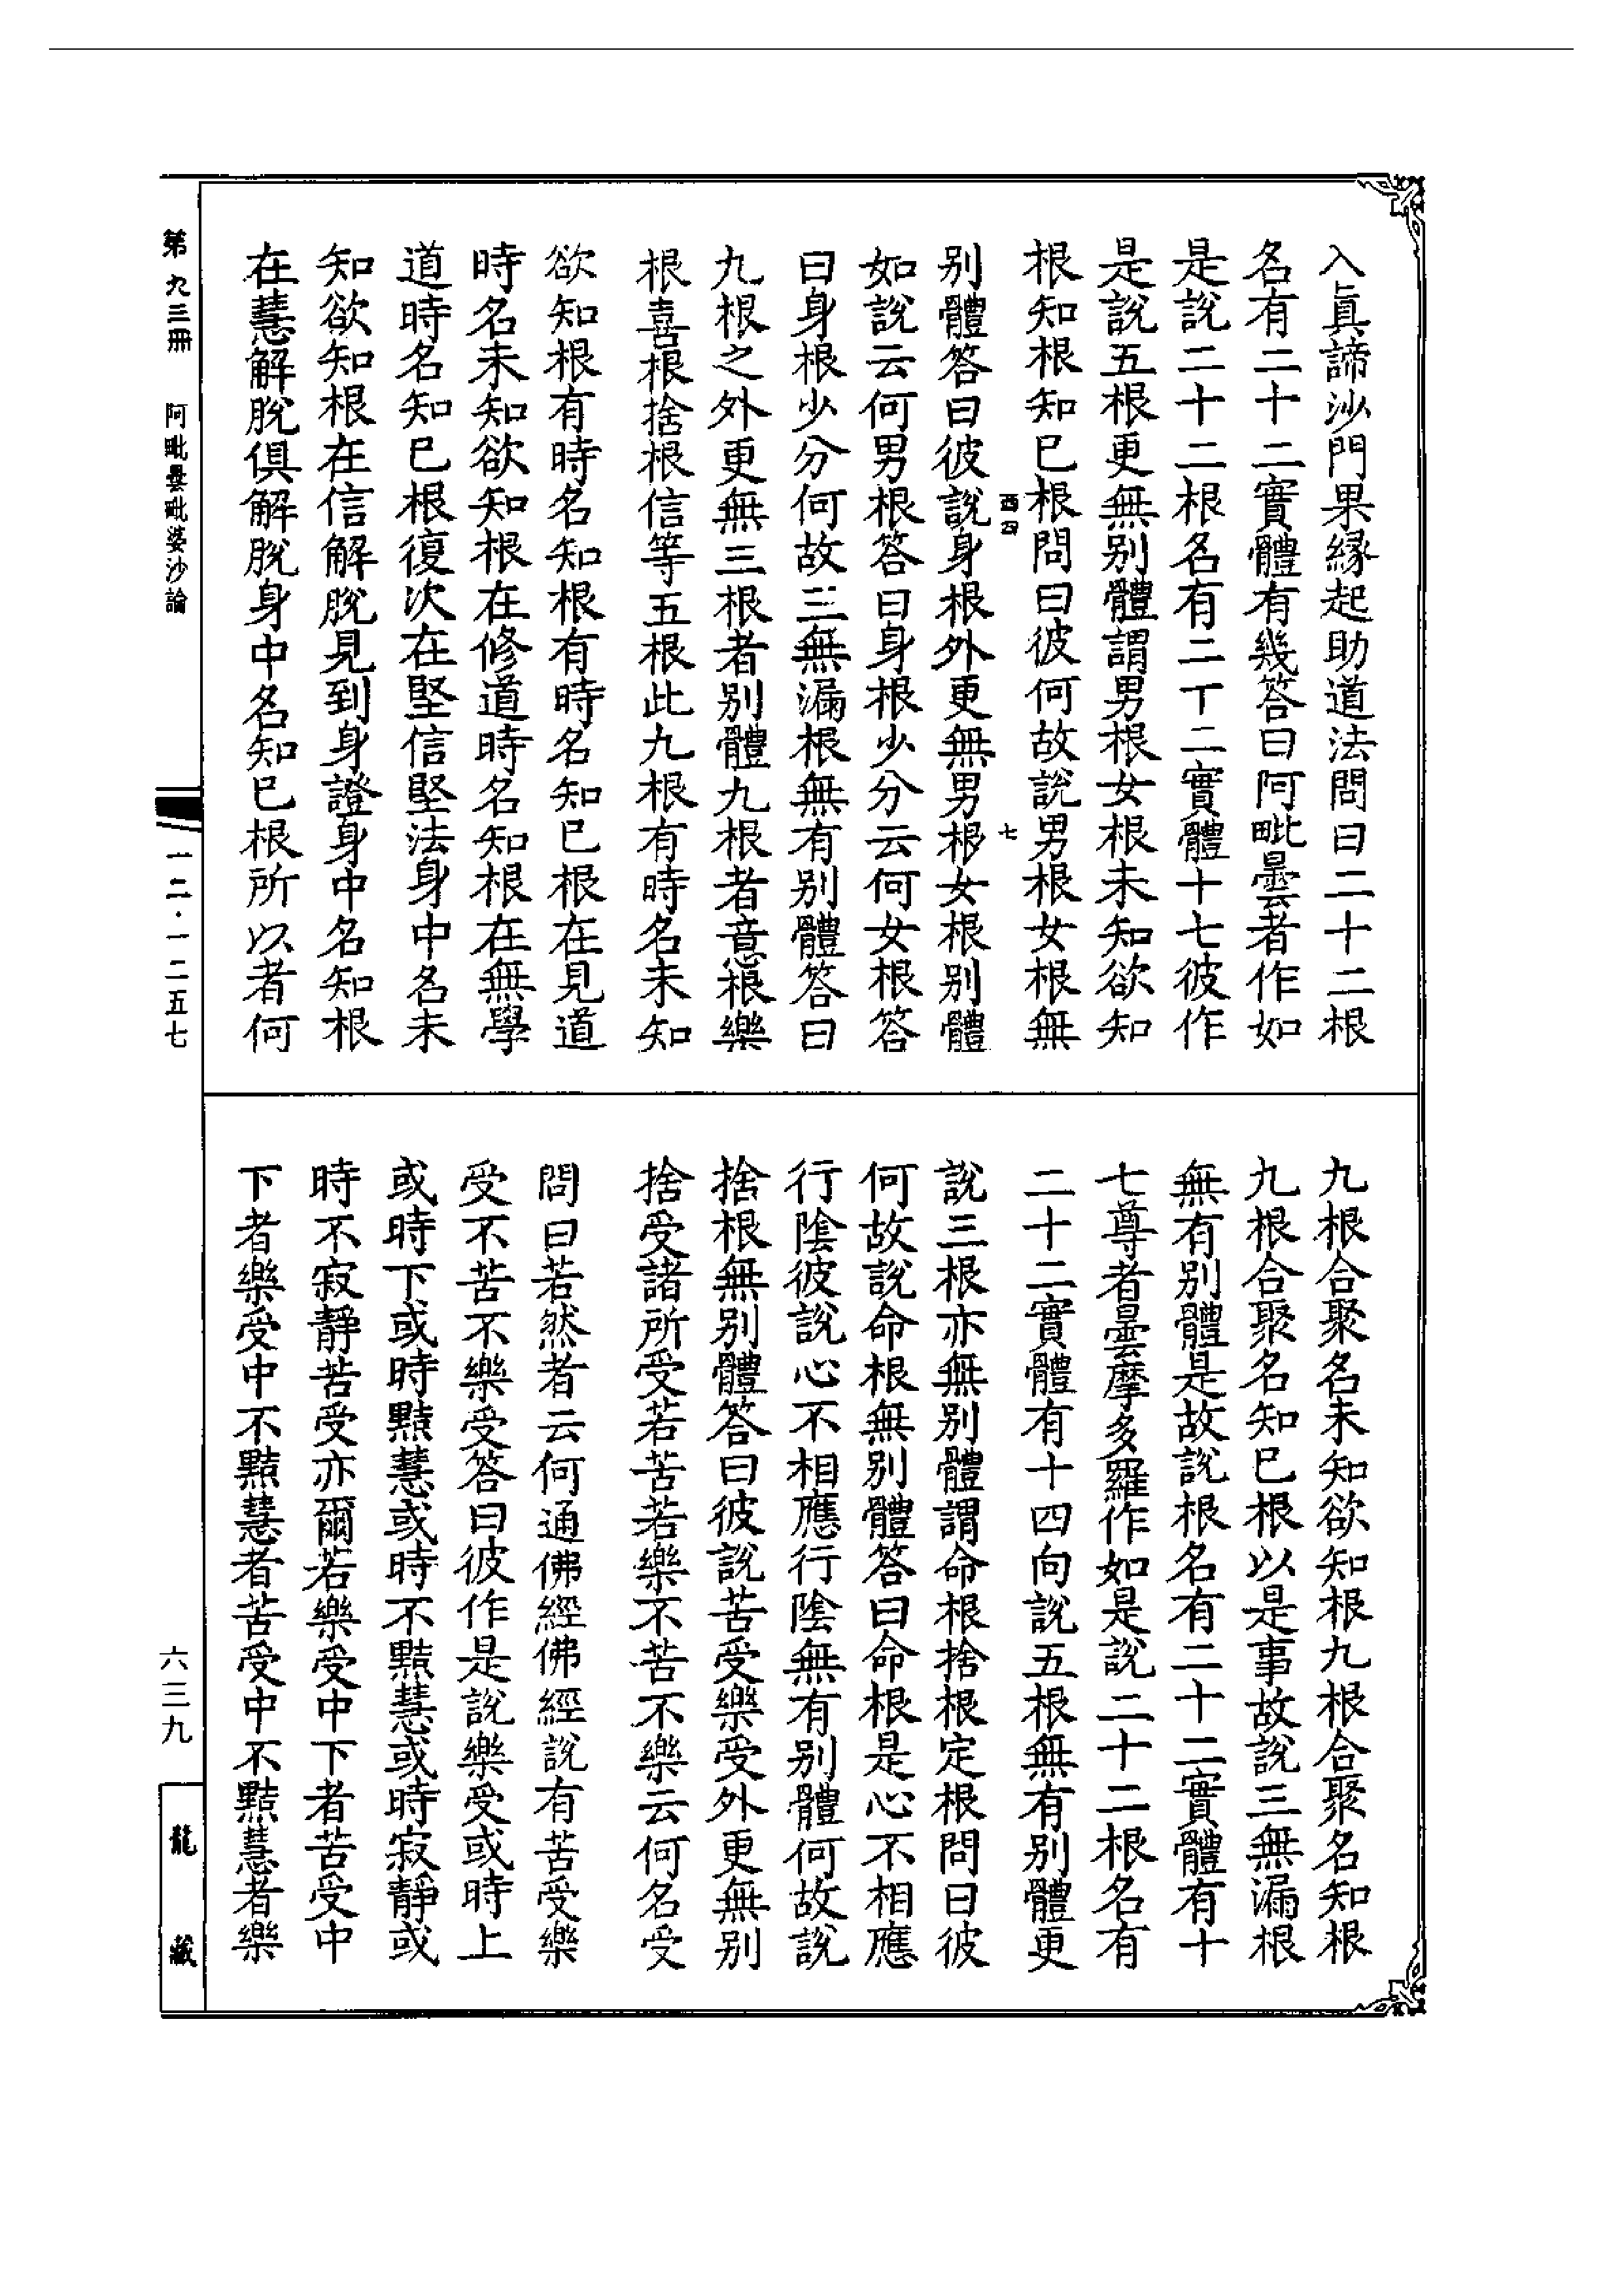 入真諦沙門果緣起助道法問曰二十二根
名有二十二實體有幾答曰阿毗曇者作如
是說二十二根名有二十二實體十七彼作
是說五根更無別體謂男根女根未知欲知
根知根知已根問曰彼何故說男根女根無
酉四 七
別體答曰彼說身根外更無男根女根別體
如說云何男根答曰身根少分云何女根答
曰身根少分何故三無漏根無有別體答曰
九根之外更無三根者別體九根者意根樂
根喜根捨根信等五根此九根有時名未知
欲知根有時名知根有時名知已根在見道
時名未知欲知根在修道時名知根在無學
道時名知已根復次在堅信堅法身中名未
知欲知根在信解脫見到身證身中名知根
在慧解脫俱解脫身中名知已根所以者何
九根合聚名未知欲知根九根合聚名知根
九根合聚名知已根以是事故說三無漏根
無有別體是故說根名有二十二實體有十
七尊者曇摩多羅作如是說二十二根名有
二十二實體有十四向說五根無有別體更
說三根亦無別體謂命根捨根定根問曰彼
何故說命根無別體答曰命根是心不相應
行陰彼說心不相應行陰無有別體何故說
捨根無別體答曰彼說苦受樂受外更無別
捨受諸所受若苦若樂不苦不樂云何名受
問曰若然者云何通佛經佛經說有苦受樂
受不苦不樂受答曰彼作是說樂受或時上
或時下或時黠慧或時不黠慧或時寂靜或
時不寂靜苦受亦爾若樂受中下者苦受中
下者樂受中不黠慧者苦受中不黠慧者樂
第九三冊 阿毗曇毗婆沙論
一二·一二五七
六三九
龍藏